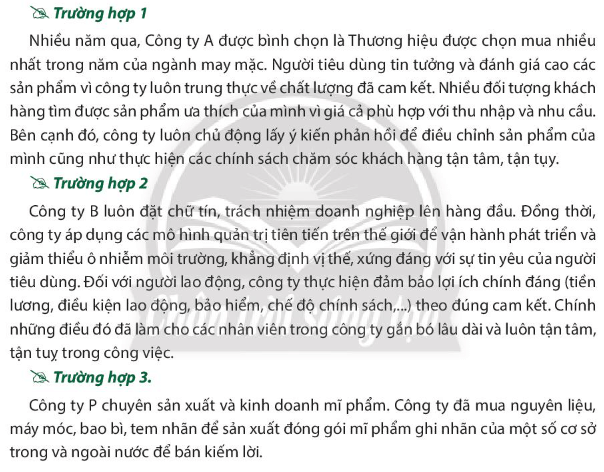 Trường hợp 1
Nhiều năm qua, Công ty A được bình chọn là Thương hiệu được chọn mua nhiều
nhất trong năm của ngành may mặc. Người tiêu dùng tin tưởng và đánh giá cao các
sản phẩm vì công ty luôn trung thực về chất lượng đã cam kết. Nhiều đối tượng khách
hàng tìm được sản phẩm ưa thích của mình vì giá cả phù hợp với thu nhập và nhu cầu.
Bên cạnh đó, công ty luôn chủ động lấy ý kiến phản hồi để điều chỉnh sản phẩm của
mình cũng như thực hiện các chính sách chăm sóc khách hàng tận tâm, tận tụy.
Trường hợp 2
Công ty B luôn đặt chữ tín, trách nhiệm doanh nghiệp lên hàng đầu. Đồng thời,
công ty áp dụng các mô hình quản trị tiên tiến trên thế giới để vận hành phát triển và
giảm thiểu ô nhiễm môi trường, khẳng định vị thế, xứng đáng với sự tin yêu của người
tiêu dùng. Đối với người lao động, công ty thực hiện đảm bảo lợi ích chính đáng (tiền
lương, điều kiện lao động, bảo hiểm, chế độ chính sách,...) theo đúng cam kết. Chính
những điều đó đã làm cho các nhân viên trong công ty gắn bó lâu dài và luôn tận tâm,
tận tuỵ trong công việc.
Trường hợp 3.
Công ty P chuyên sản xuất và kinh doanh mĩ phẩm. Công ty đã mua nguyên liệu,
máy móc, bao bì, tem nhãn để sản xuất đóng gói mĩ phẩm ghi nhãn của một số cơ sở
trong và ngoài nước để bán kiếm lời.